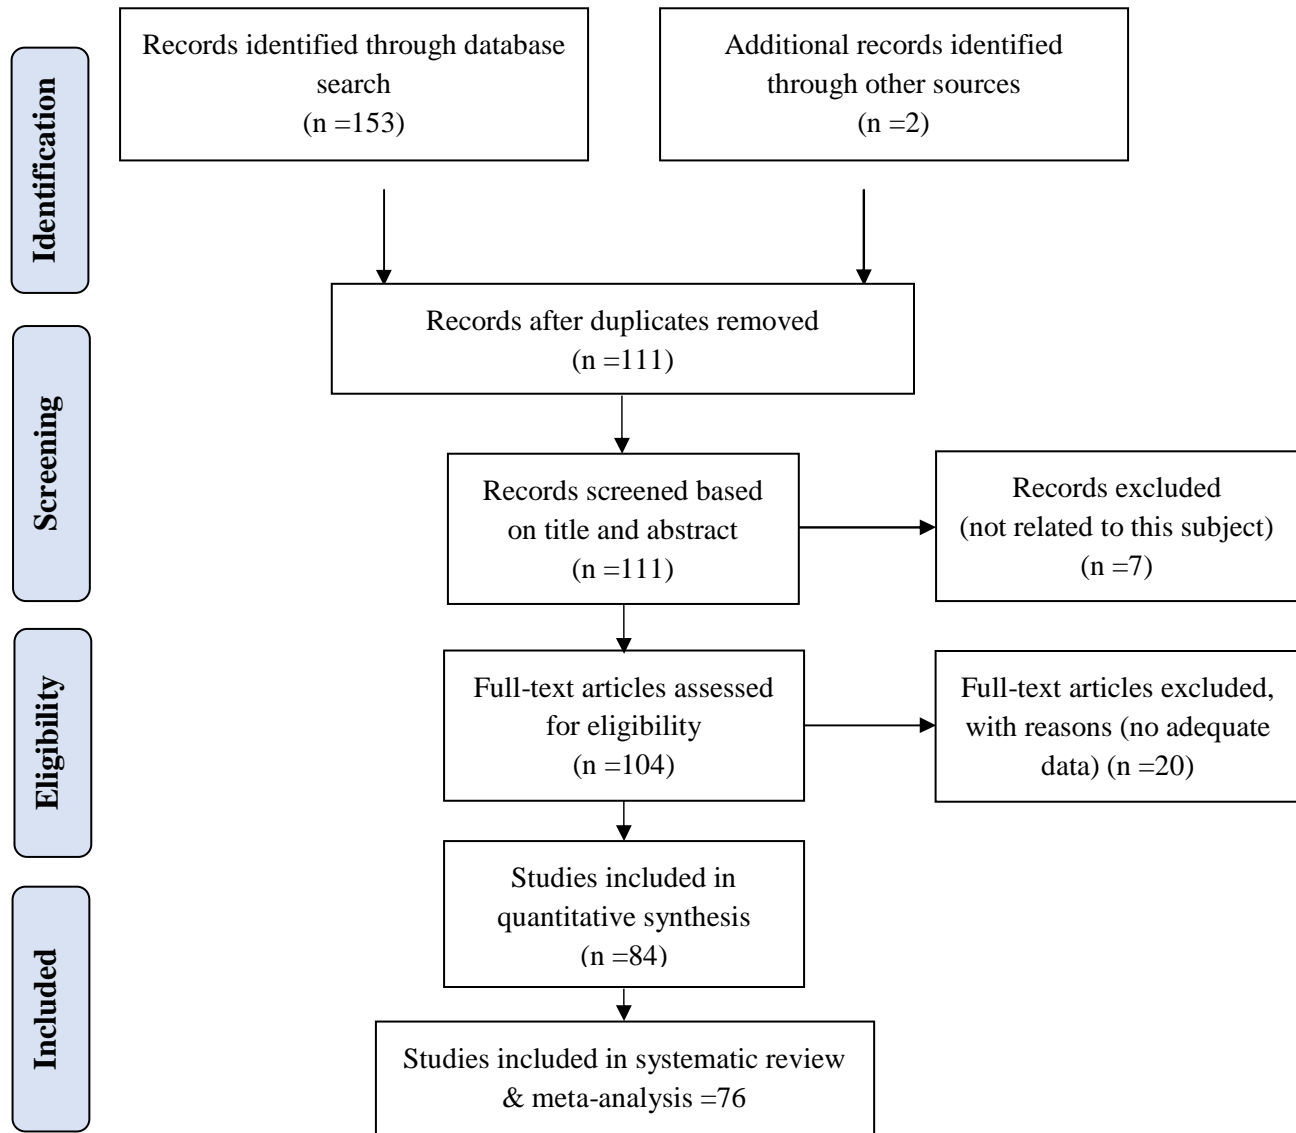 Identification
Records identified through database
search
(n =153)
Additional records identified
through other sources
(n =2)
Records after duplicates removed
(n =111)
Screening
Records screened based
on title and abstract
(n =111)
Records excluded
(not related to this subject)
(n =7)
Eligibility
Full-text articles assessed
for eligibility
(n =104)
Full-text articles excluded,
with reasons (no adequate
data) (n =20)
Included
Studies included in
quantitative synthesis
(n =84)
Studies included in systematic review
& meta-analysis =76